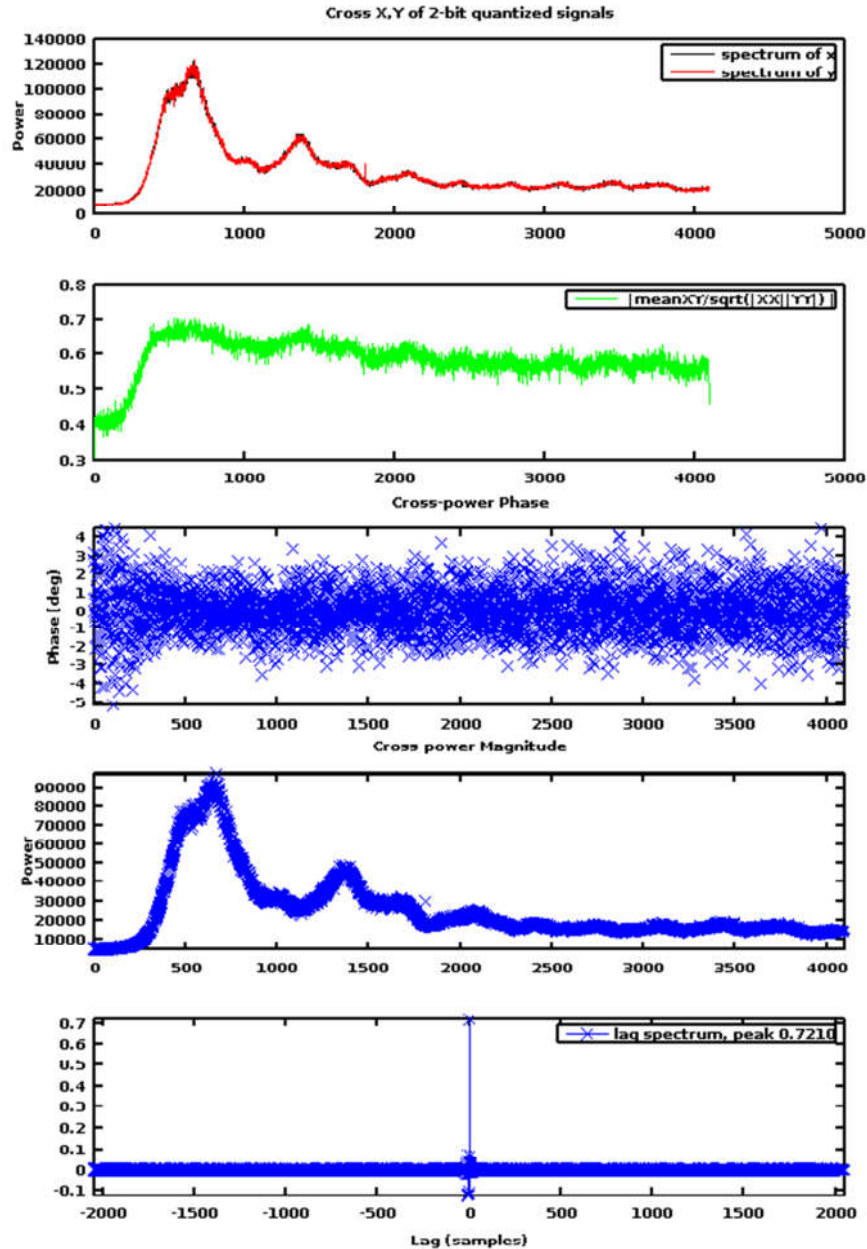 Cross X,Y of 2-bit quantized signals
140000
120000
100000
80000
60000
40000
20000
0
Power
spectrum of x
spectrum of y
0 1000 2000 3000 4000 5000
0.8
0.7
0.6
0.5
0.4
0.3
|meanXY/sqrt(|XX||YY|)|
0 1000 2000 3000 4000 5000
Cross-power Phase
4
3
2
1
0
-1
-2
-3
-4
-5
Phase [deg]
0 500 1000 1500 2000 2500 3000 3500 4000
Cross power Magnitude
90000
80000
70000
60000
50000
40000
30000
20000
10000
Power
0 500 1000 1500 2000 2500 3000 3500 4000
0.7
0.6
0.5
0.4
0.3
0.2
0.1
0
-0.1
lag spectrum, peak 0.7210
-2000 -1500 -1000 -500 0 500 1000 1500 2000
Lag (samples)